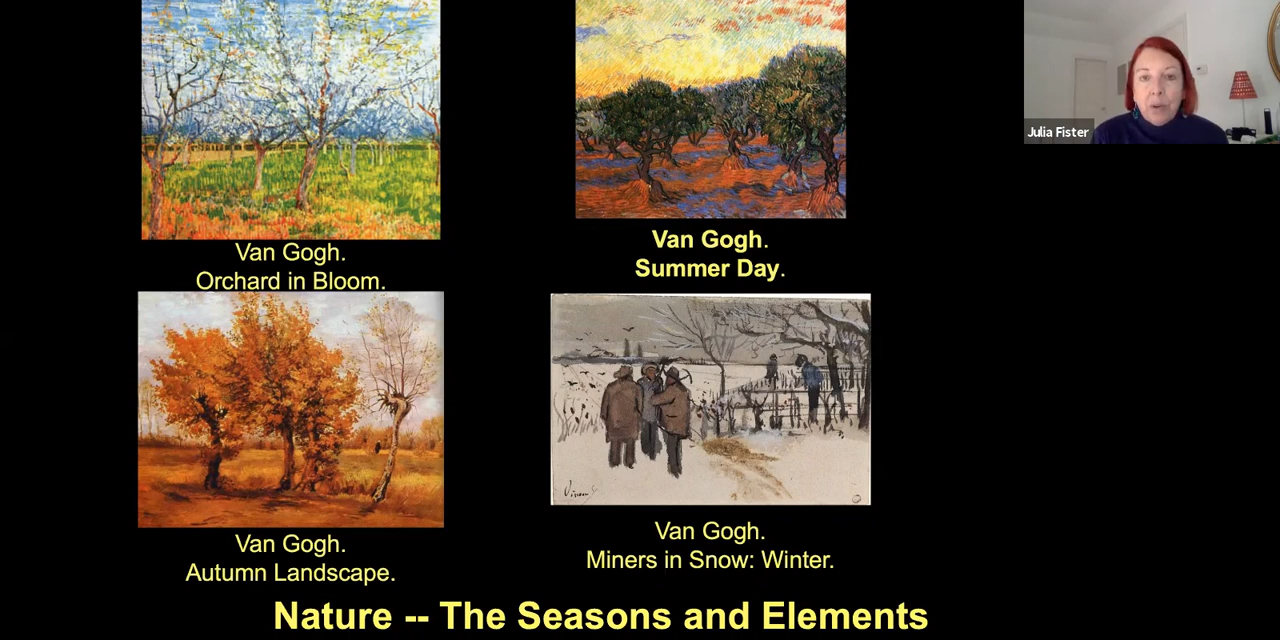 Julia Fister
Van Gogh.
Orchard in Bloom.
Van Gogh.
Summer Day.
Van Gogh.
Autumn Landscape.
Vincent
Van Gogh.
Miners in Snow: Winter.
Nature -- The Seasons and Elements